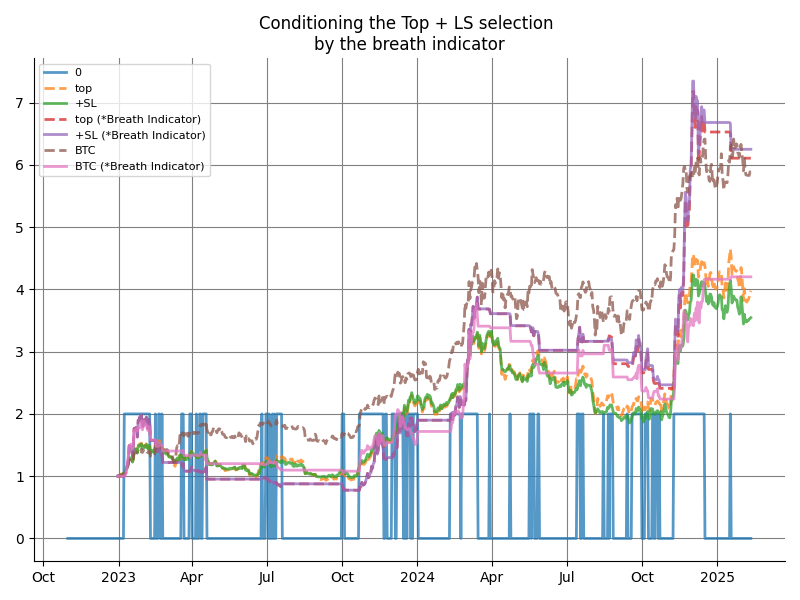 Conditioning the Top + LS selection
by the breath indicator
0
top
+SL
top (*Breath Indicator)
+SL (*Breath Indicator)
BTC
BTC (*Breath Indicator)
7
6
5
4
3
2
1
0
Oct
2023
Apr
Jul
Oct
2024
Apr
Jul
Oct
2025